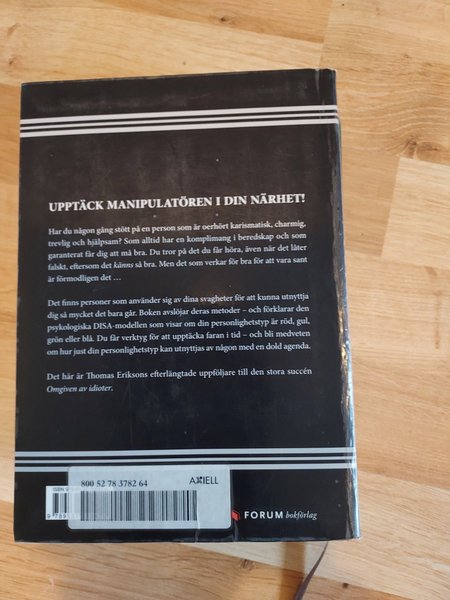 UPPTÄCK MANIPULATÖREN I DIN NÄRHET!
Har du någon gång stött på en person som är oerhört karismatisk, charmig,
trevlig och hjälpsam? Som alltid har en komplimang i beredskap och som
garanterat får dig att må bra. Du tror på det du får höra, även när det låter
falskt, eftersom det känns så bra. Men det som verkar för bra för att vara sant
är förmodligen det ...
Det finns personer som använder sig av dina svagheter för att kunna utnyttja
dig så mycket det bara går. Boken avslöjar deras metoder – och förklarar den
psykologiska DISA-modellen som visar om din personlighetstyp är röd, gul,
grön eller blå. Du får verktyg för att upptäcka faran i tid – och bli medveten
om hur just din personlighetstyp kan utnyttjas av någon med en dold agenda.
Det här är Thomas Eriksons efterlängtade uppföljare till den stora succén
Omgiven av idioter.
800 52 78 3782 64 AXIELL
ISBN
FORUM bokförlag